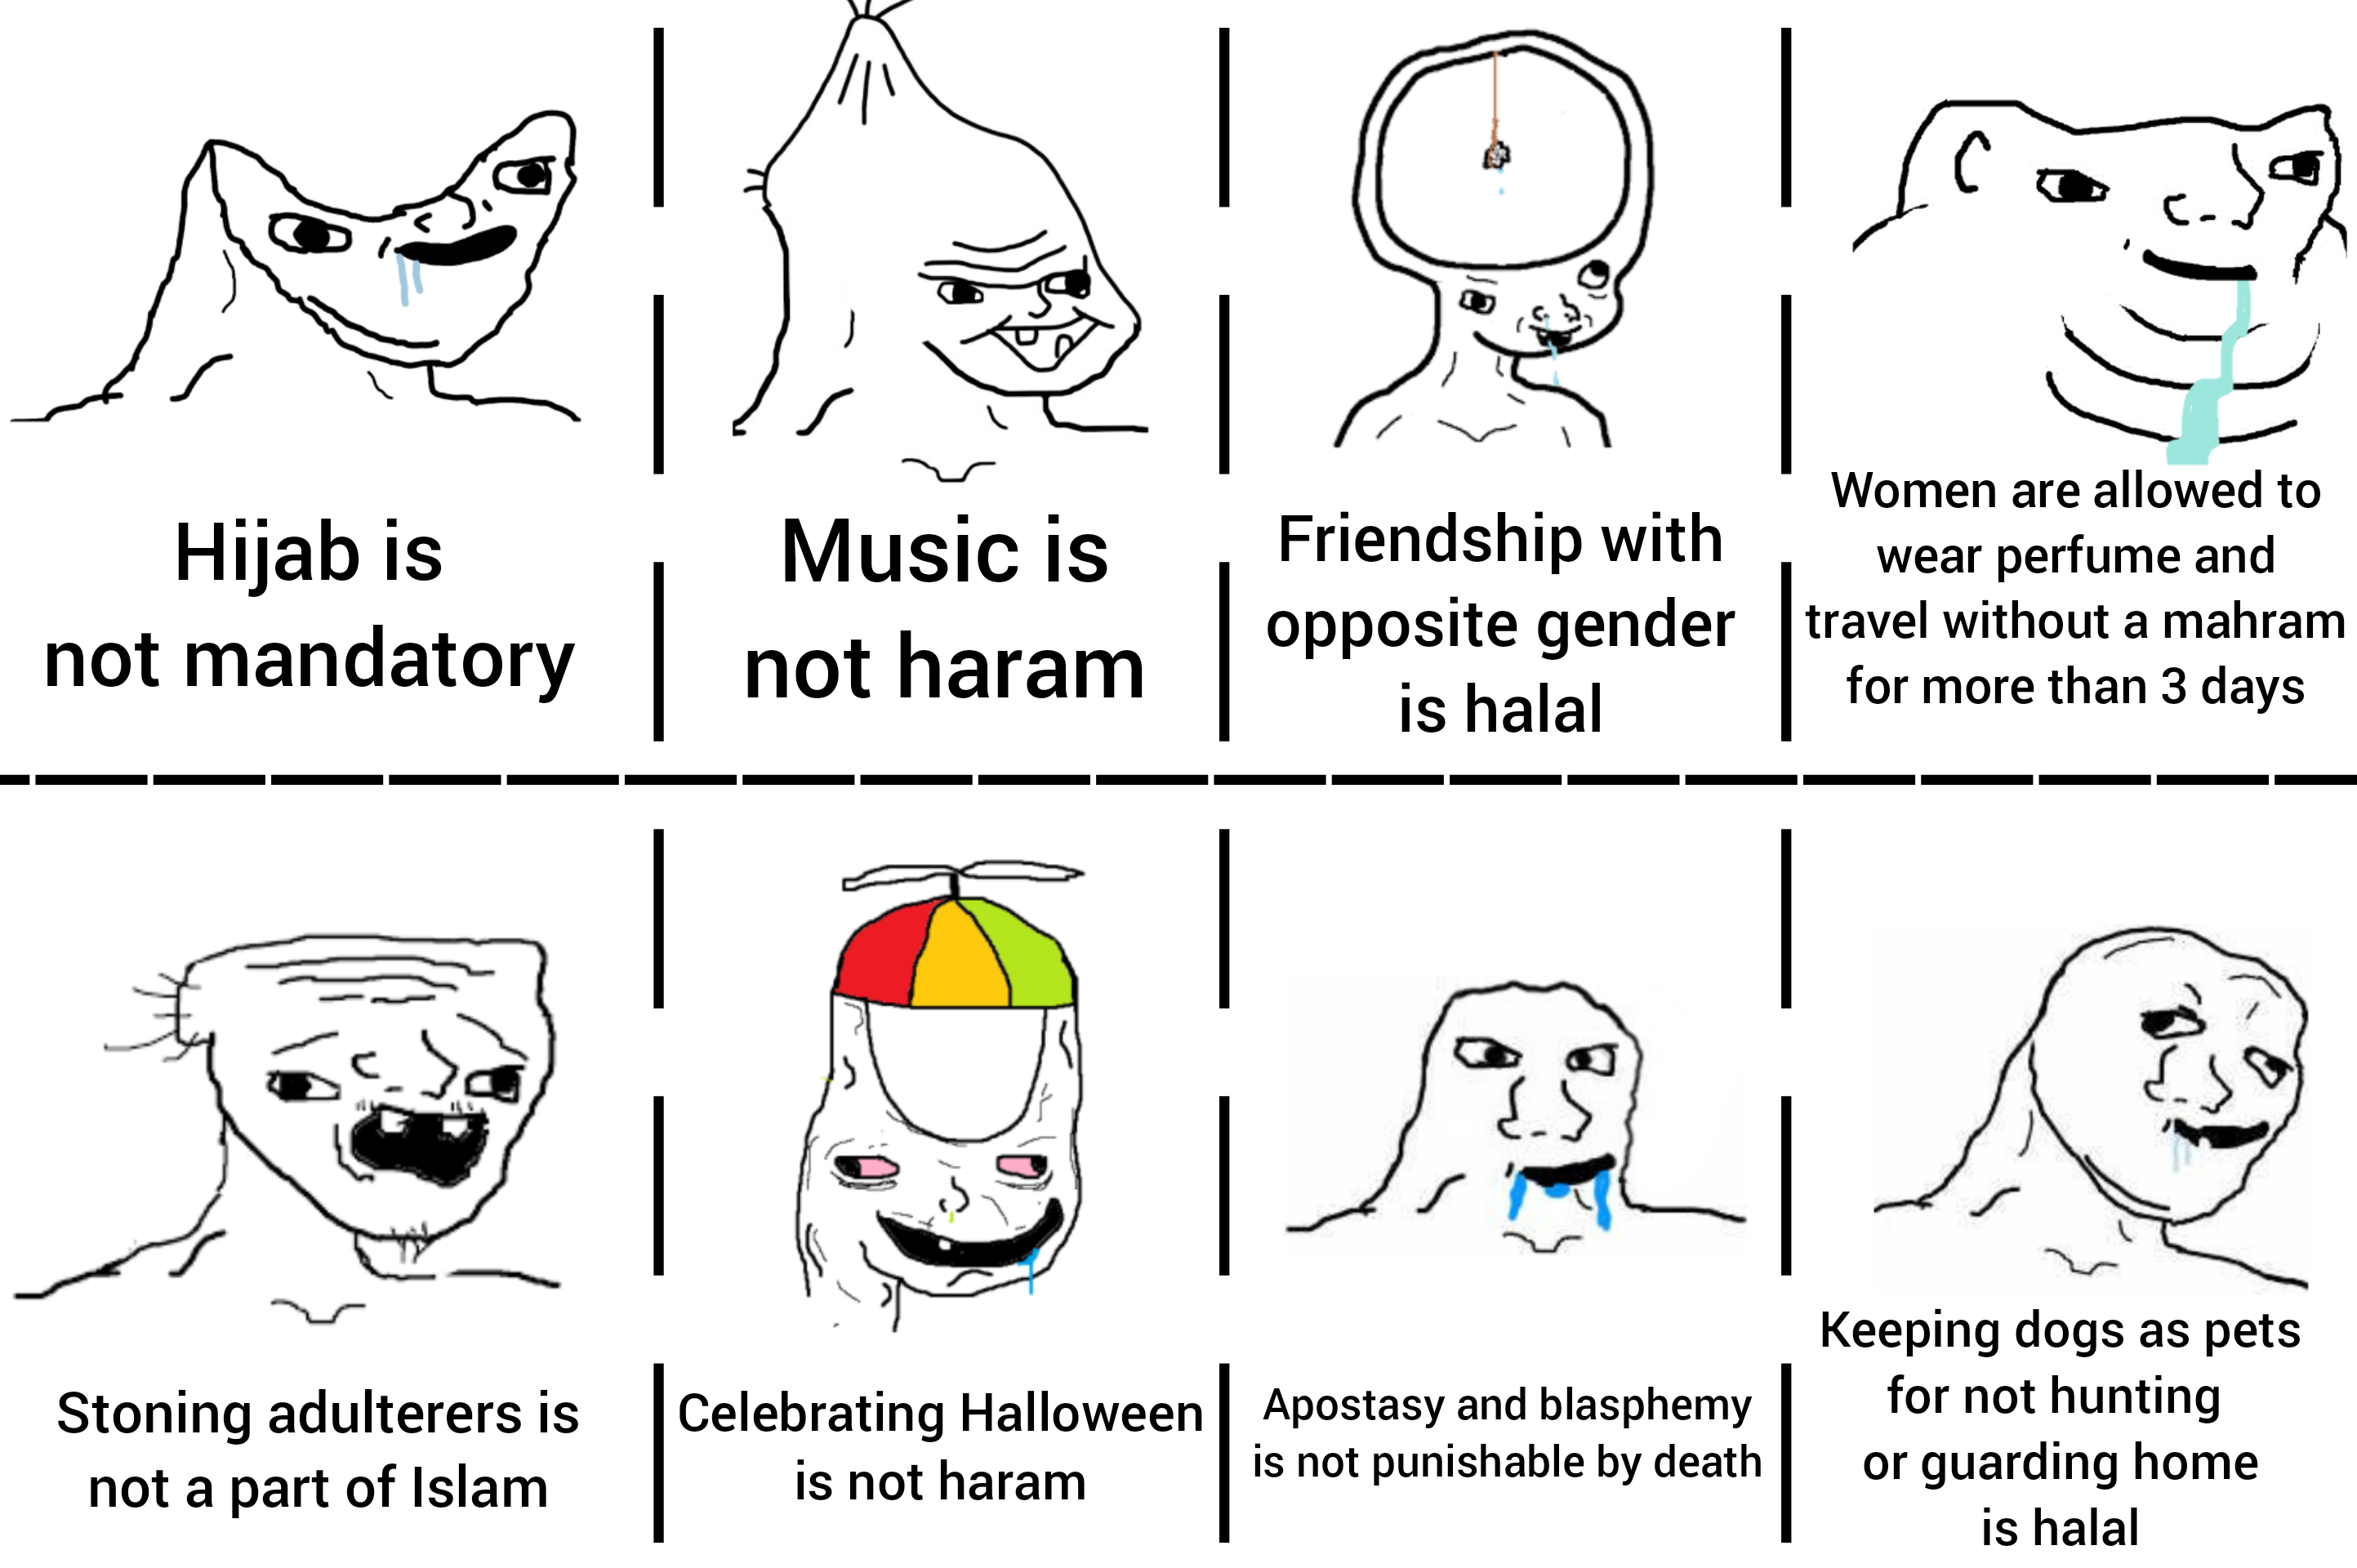 Hijab is
not mandatory
Music is
not haram
Friendship with
opposite gender
is halal
Women are allowed to
wear perfume and
travel without a mahram
for more than 3 days
Stoning adulterers is
not a part of Islam
Celebrating Halloween
is not haram
Apostasy and blasphemy
is not punishable by death
Keeping dogs as pets
for not hunting
or guarding home
is halal